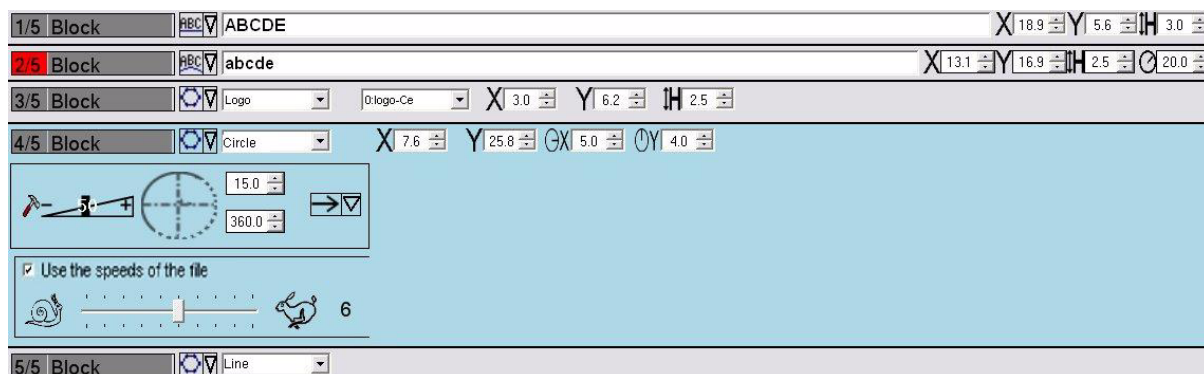 1/5 Block ABC ABCDE X 18.9 Y 5.6 H 3.0
2/5 Block ABC abcde X 13.1 Y 16.9 H 2.5 20.0
3/5 Block Logo 0:logo-Ce X 3.0 Y 6.2 H 2.5
4/5 Block Circle X 7.6 Y 25.8 X 5.0 Y 4.0
15.0
- +
360.0
Use the speeds of the file
6
5/5 Block Line